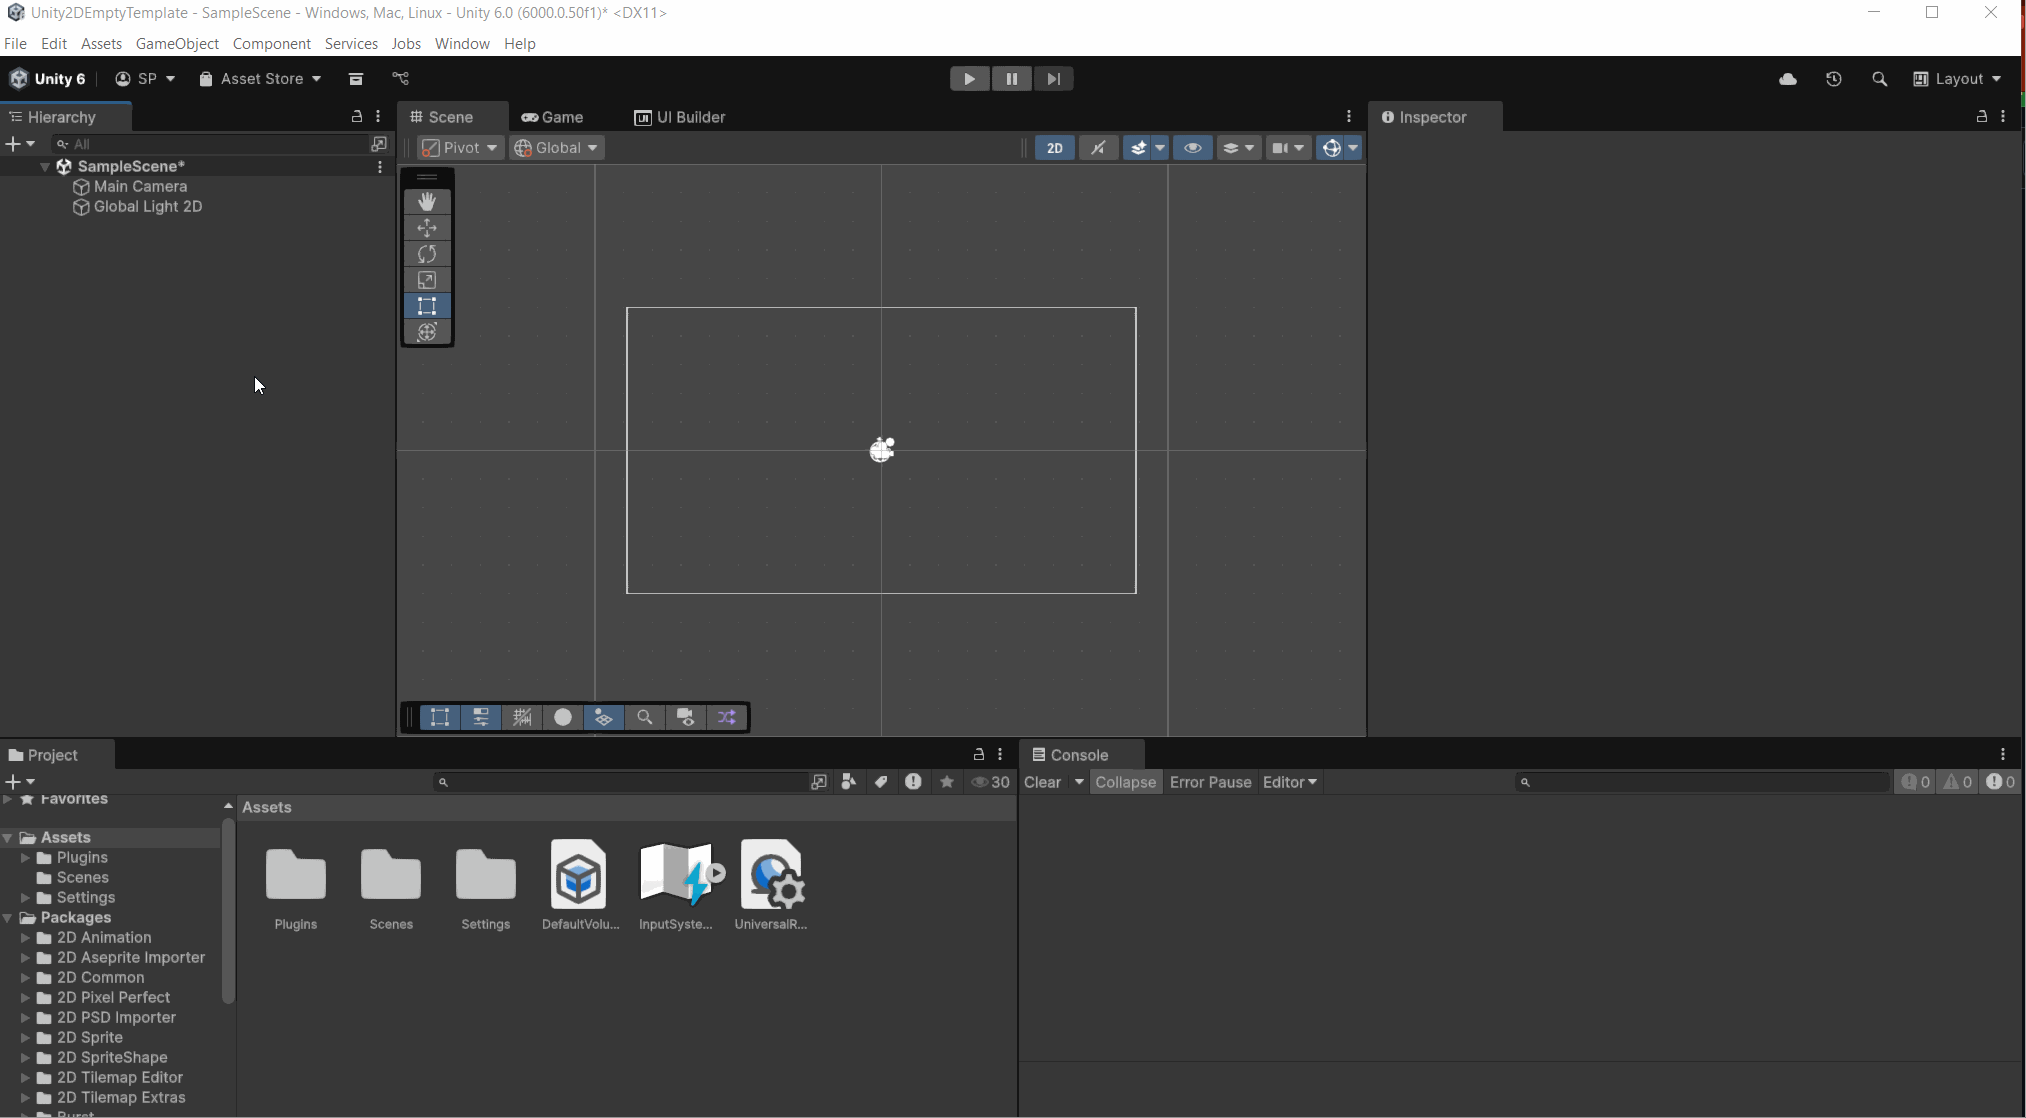 Unity2DEmptyTemplate - SampleScene - Windows, Mac, Linux - Unity 6.0 (6000.0.50f1)* <DX11>
File Edit Assets GameObject Component Services Jobs Window Help
Unity 6 SP Asset Store Layout
Hierarchy
All
SampleScene*
Main Camera
Global Light 2D
Scene Game UI Builder
Pivot Global 2D
Inspector
Project
30
Favorites
Assets
Plugins
Scenes
Settings
Packages
2D Animation
2D Aseprite Importer
2D Common
2D Pixel Perfect
2D PSD Importer
2D Sprite
2D SpriteShape
2D Tilemap Editor
2D Tilemap Extras
Burst
Assets
Plugins Scenes Settings DefaultVolu... InputSyste... UniversalR...
Console
Clear Collapse Error Pause Editor 0 0 0